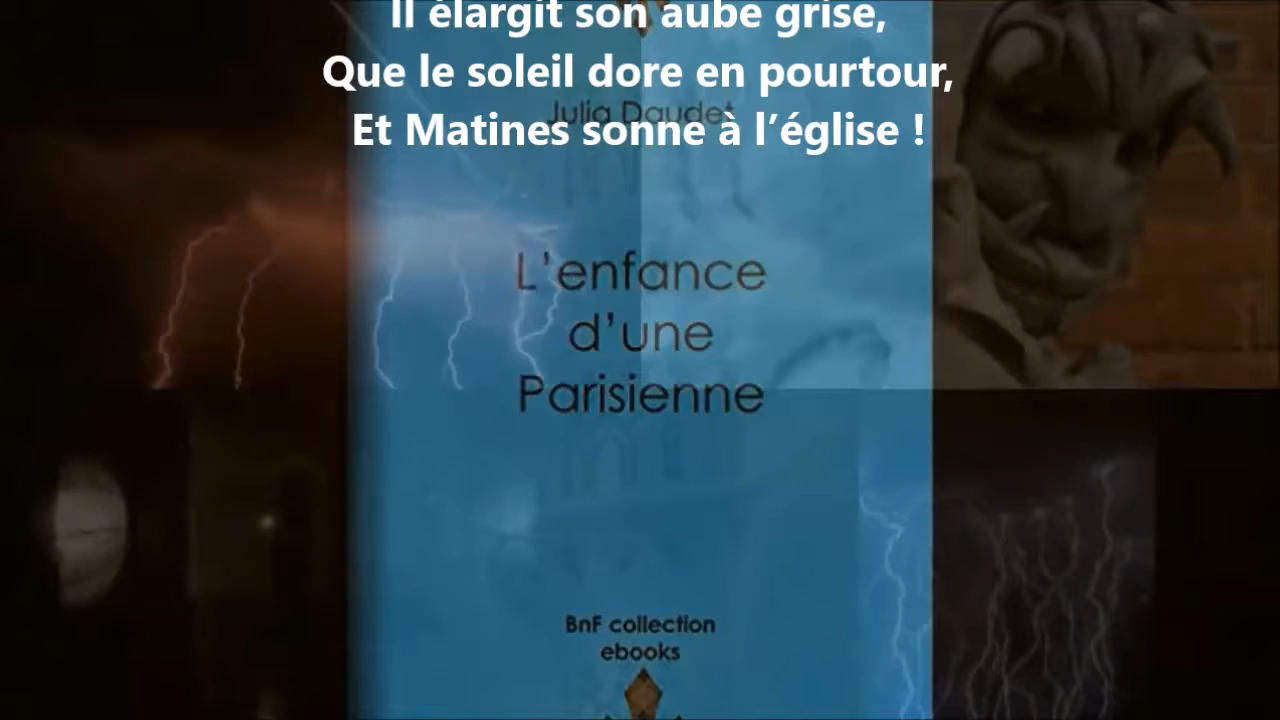 Il élargit son aube grise,
Que le soleil dore en pourtour,
Julia Daudet
Et Matines sonne à l’église !
L’enfance
d’une
Parisienne
BnF collection
ebooks